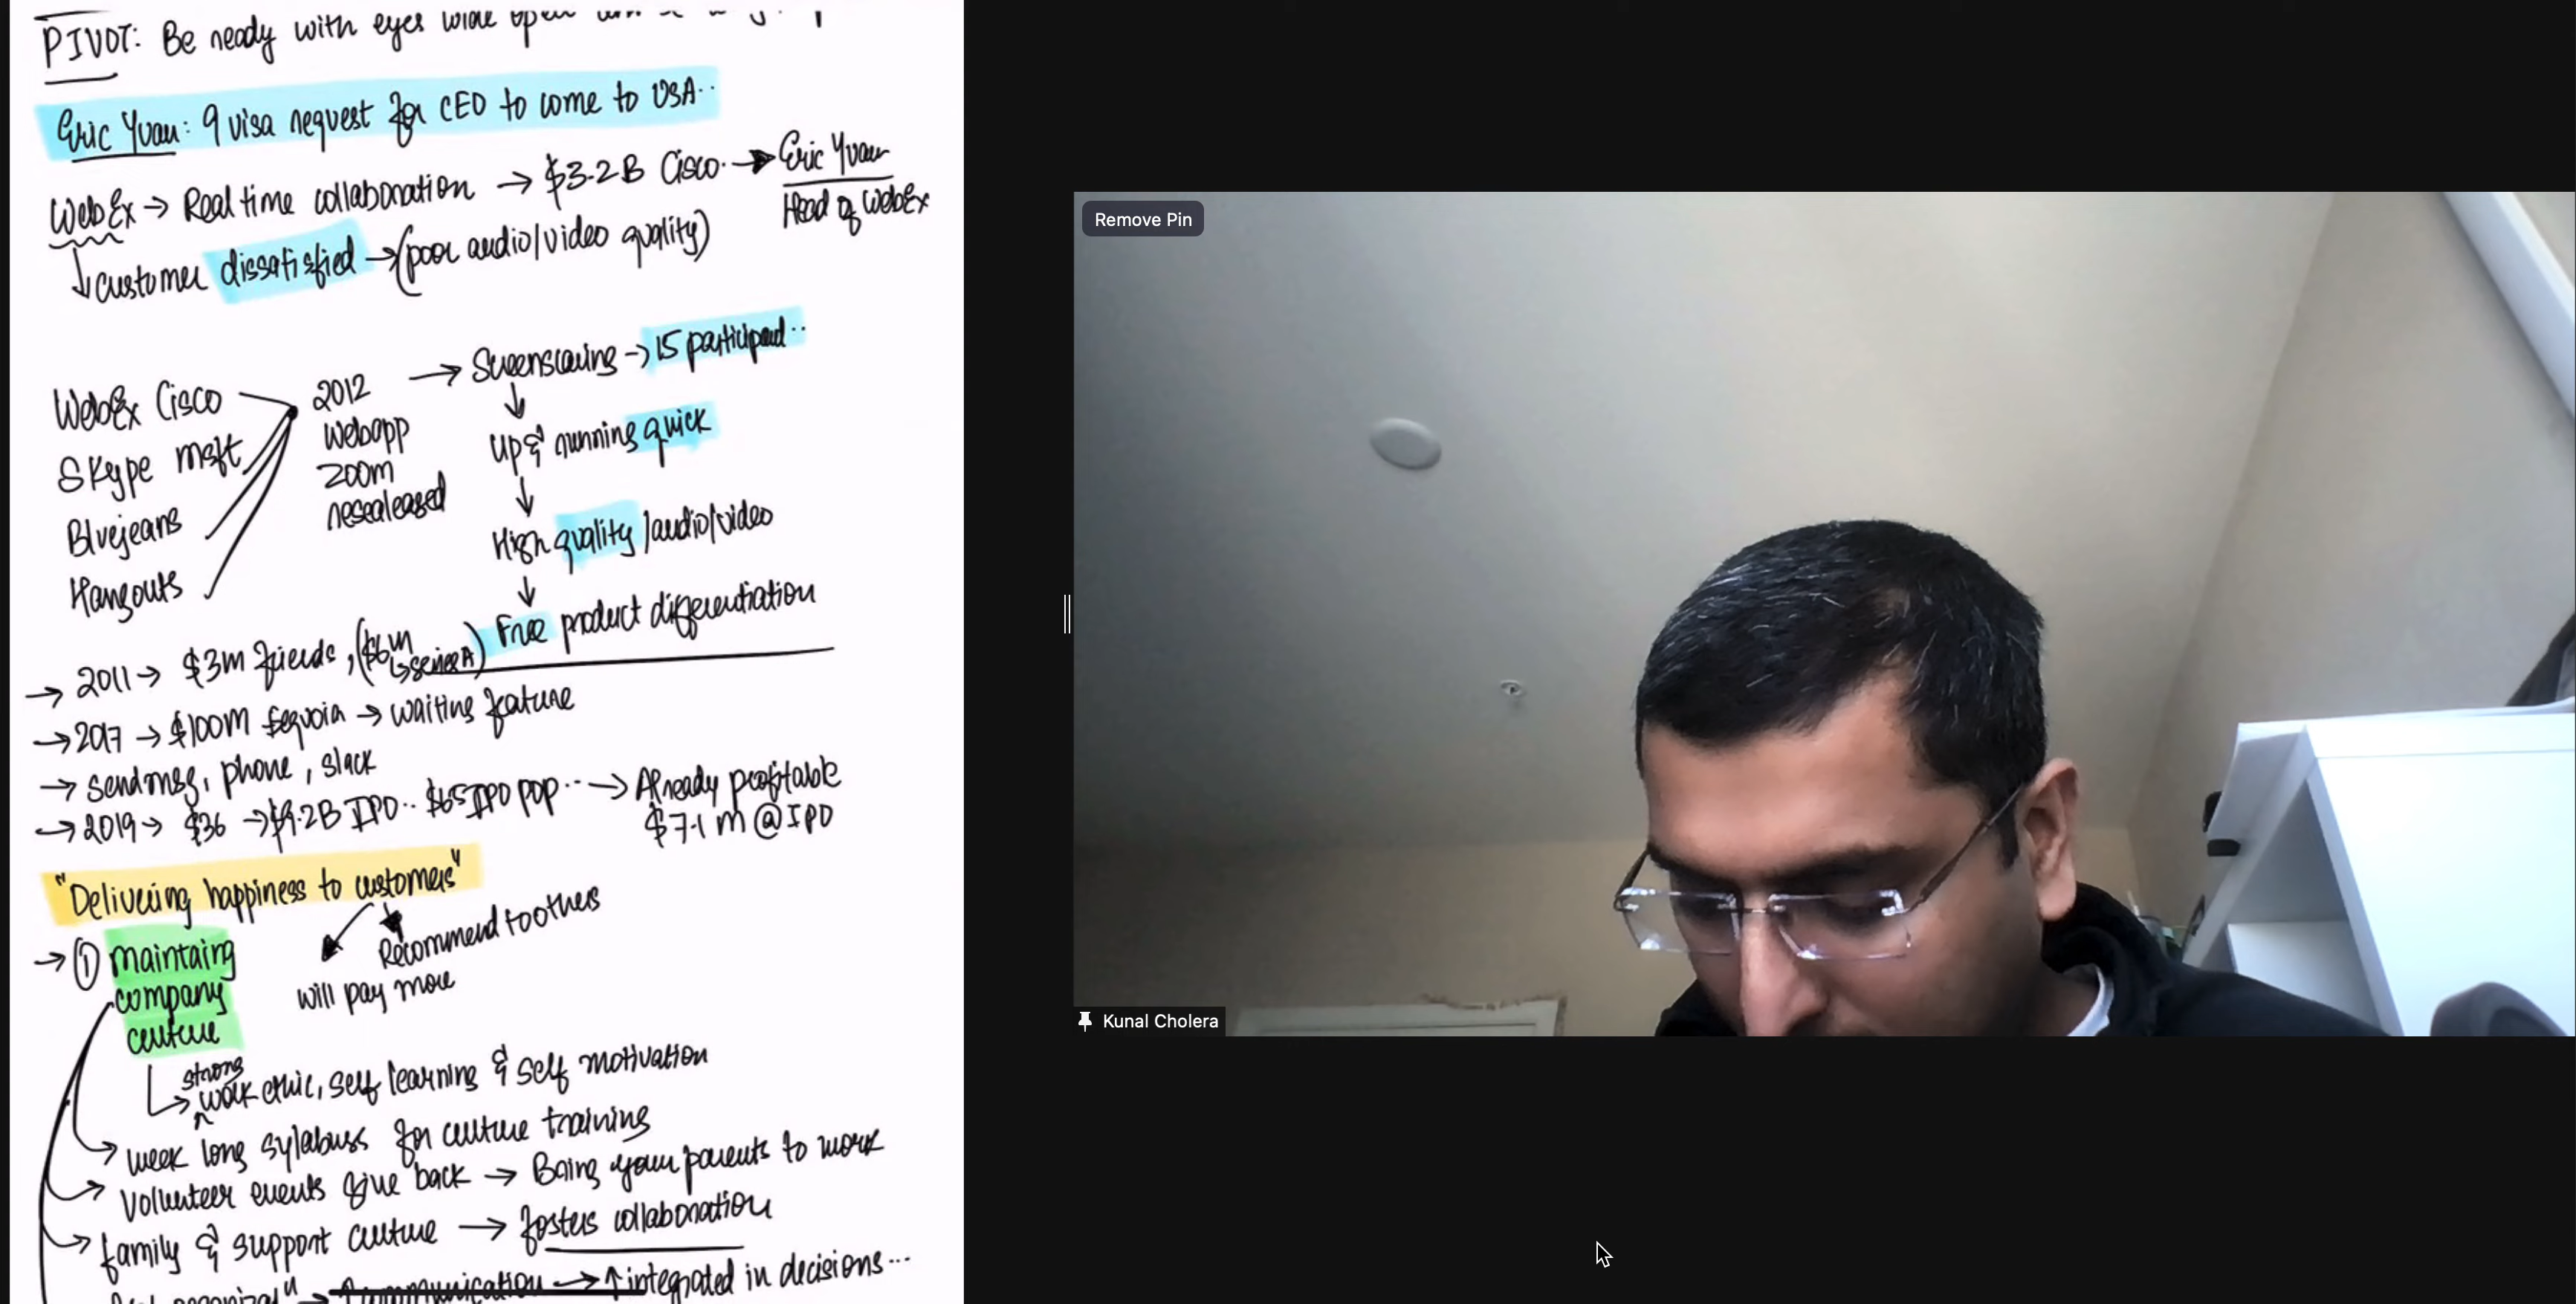 PIVOT: Be ready with eyes wide open
Eric Yuan: 9 visa request for CEO to come to USA..
WebEx → Real time collaboration → $3.2B Cisco. → Eric Yuan
Head of WebEx
↓ customer dissatisfied → (poor audio/video quality)
WebEx Cisco
Skype msft
Bluejeans
Hangouts
2012
Webapp
Zoom
resealeased
→ Screenscaring → 15 participant..
↓
Up & running quick
↓
High quality /audio/video
↓
Free product differentiation
→ 2011 → $3m friends, ($6m
↳ series A)
→ 2017 → $100M Sequoia → waiting feature
→ send msg, phone, slack
→ 2019 → $36 → $9.2B IPO.. $65 IPO pop.. → Already profitable
$7.1 m @ IPO
"Delivering happiness to customers"
Recommend to others
will pay more
→ ① Maintaing
company
culture
strong
↳ work ethic, self learning & self motivation
week long sylabuss for culture training
Volunteer events give back → Bring your parents to work
family & support culture → fosters collaboration
→ ↑ integrated in decisions...
Remove Pin
Kunal Cholera